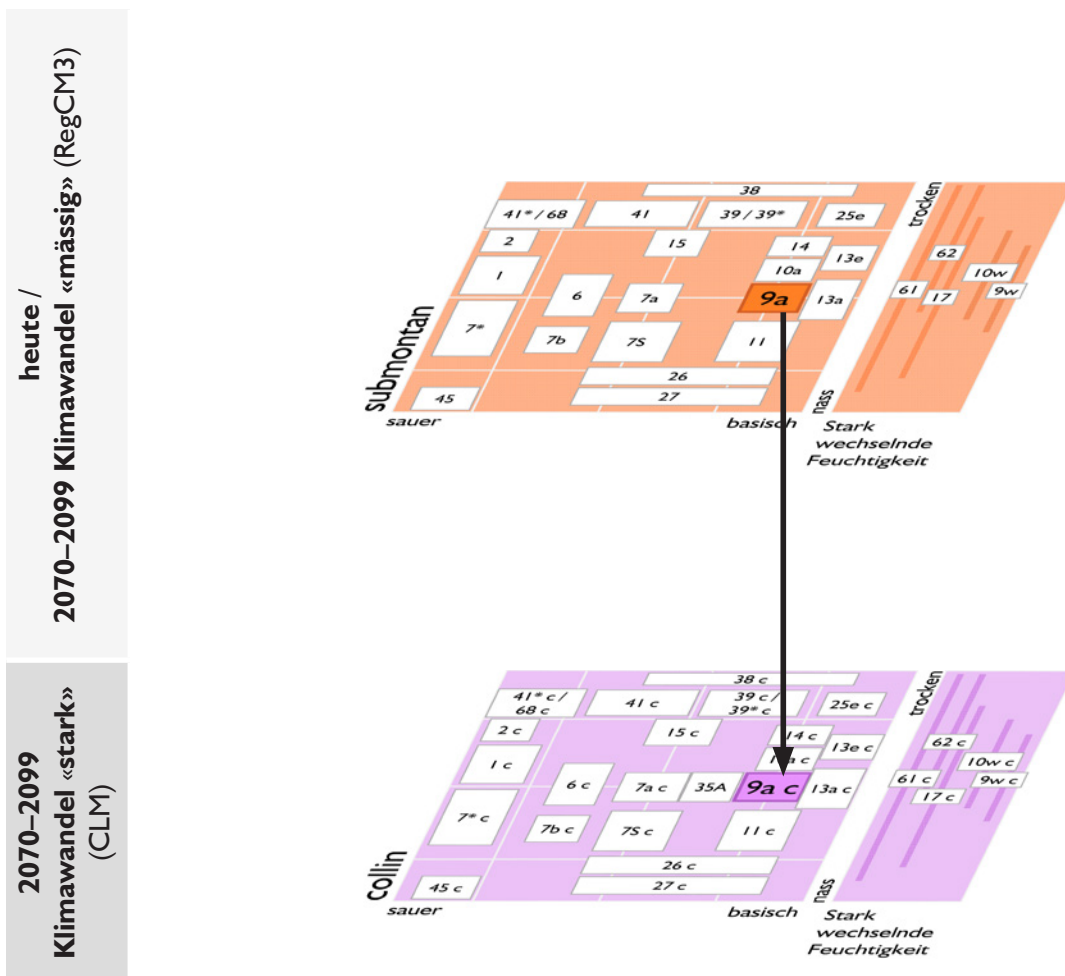 heute /
2070–2099 Klimawandel «mässig» (RegCM3)
submontan
trocken
38
41* / 68
41
39 / 39*
25e
2
15
14
13e
62
1
10a
10w
6
7a
9a
13a
61
17
9w
7*
7b
7S
11
26
27
45
nass
sauer
basisch
Stark
wechselnde
Feuchtigkeit
2070–2099
Klimawandel «stark»
(CLM)
collin
trocken
38 c
41* c /
68 c
41 c
39 c /
39* c
25e c
2 c
15 c
14 c
13e c
62 c
1 c
a c
10w c
6 c
7a c
35A
9a c
13a c
61 c
17 c
9w c
7* c
7b c
7S c
11 c
26 c
27 c
45 c
nass
sauer
basisch
Stark
wechselnde
Feuchtigkeit